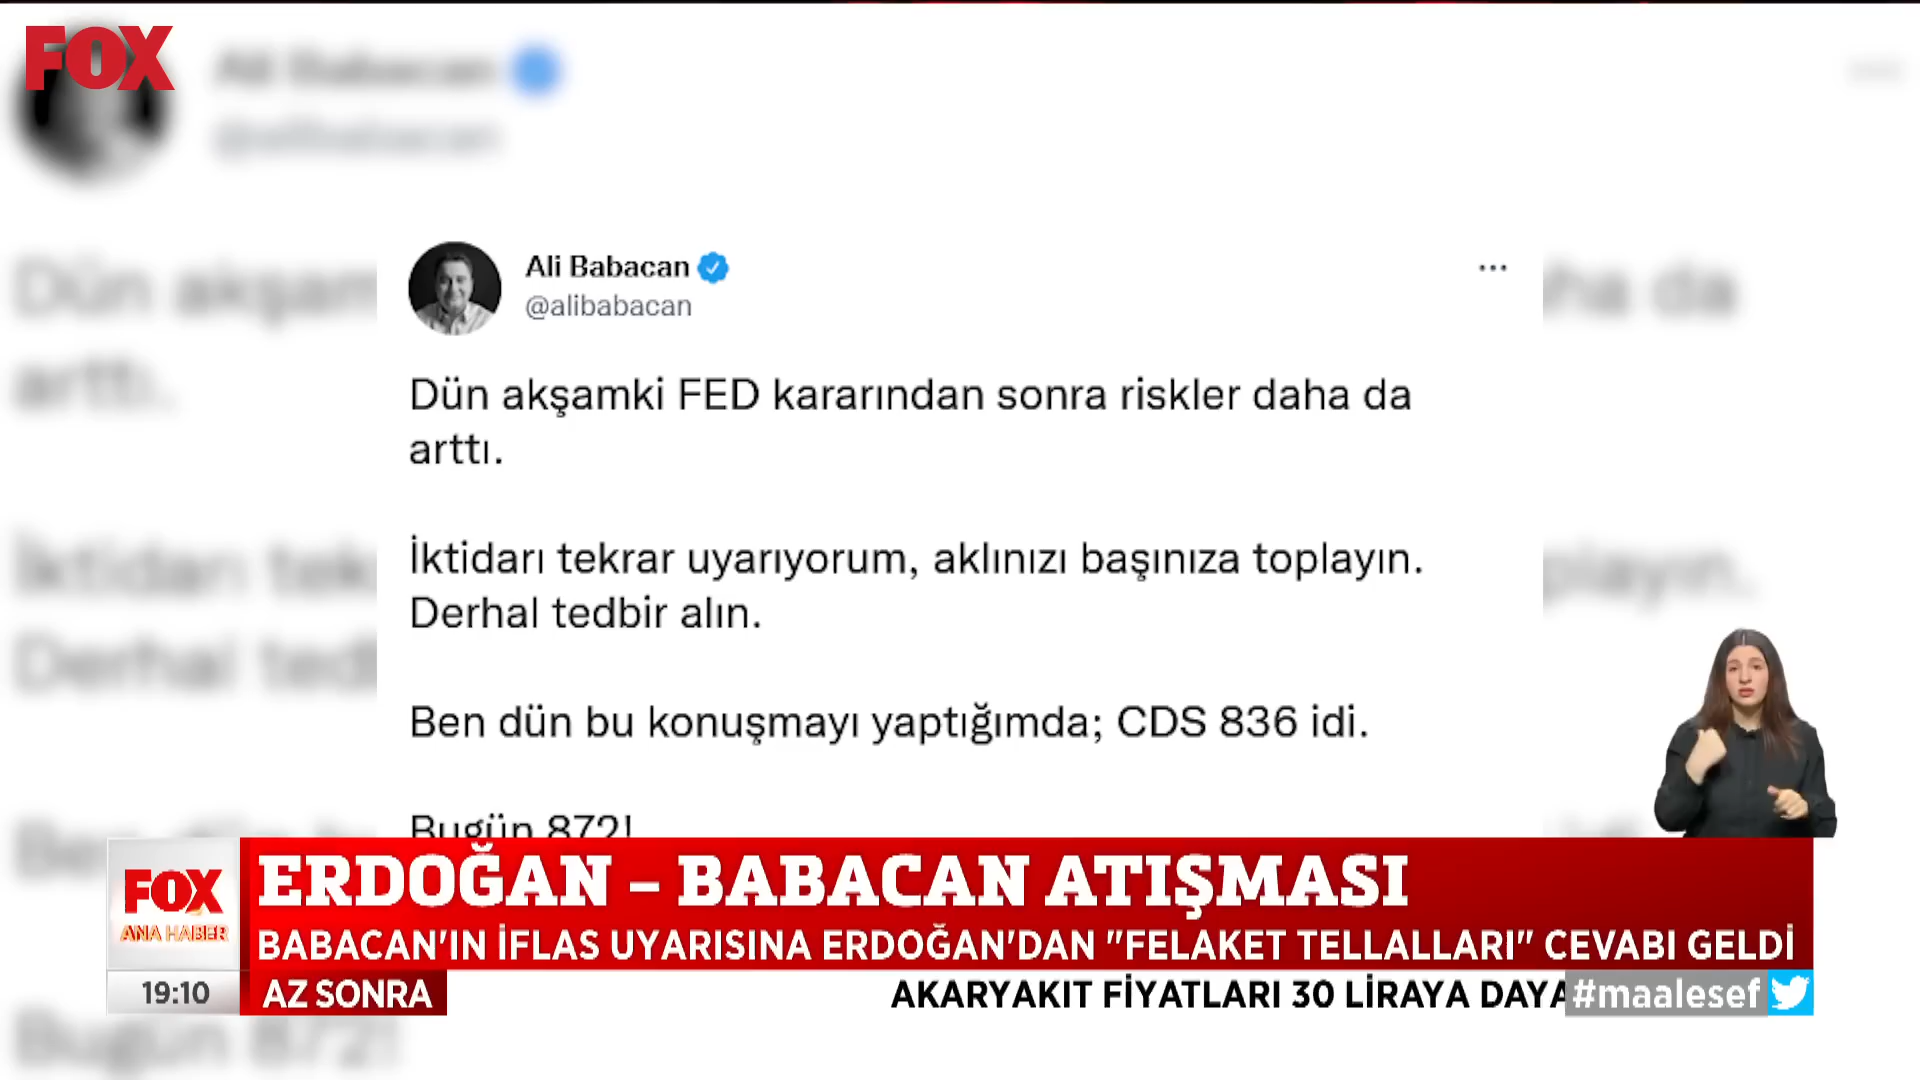 FOX
Ali Babacan
@alibabacan
Dün akşamki FED kararından sonra riskler daha da
arttı.
İktidarı tekrar uyarıyorum, aklınızı başınıza toplayın.
Derhal tedbir alın.
Ben dün bu konuşmayı yaptığımda; CDS 836 idi.
Bugün 872!
FOX
ANA HABER
ERDOĞAN – BABACAN ATIŞMASI
BABACAN'IN İFLAS UYARISINA ERDOĞAN'DAN "FELAKET TELLALLARI" CEVABI GELDİ
19:10
AZ SONRA
AKARYAKIT FİYATLARI 30 LİRAYA DAYA
#maalesef